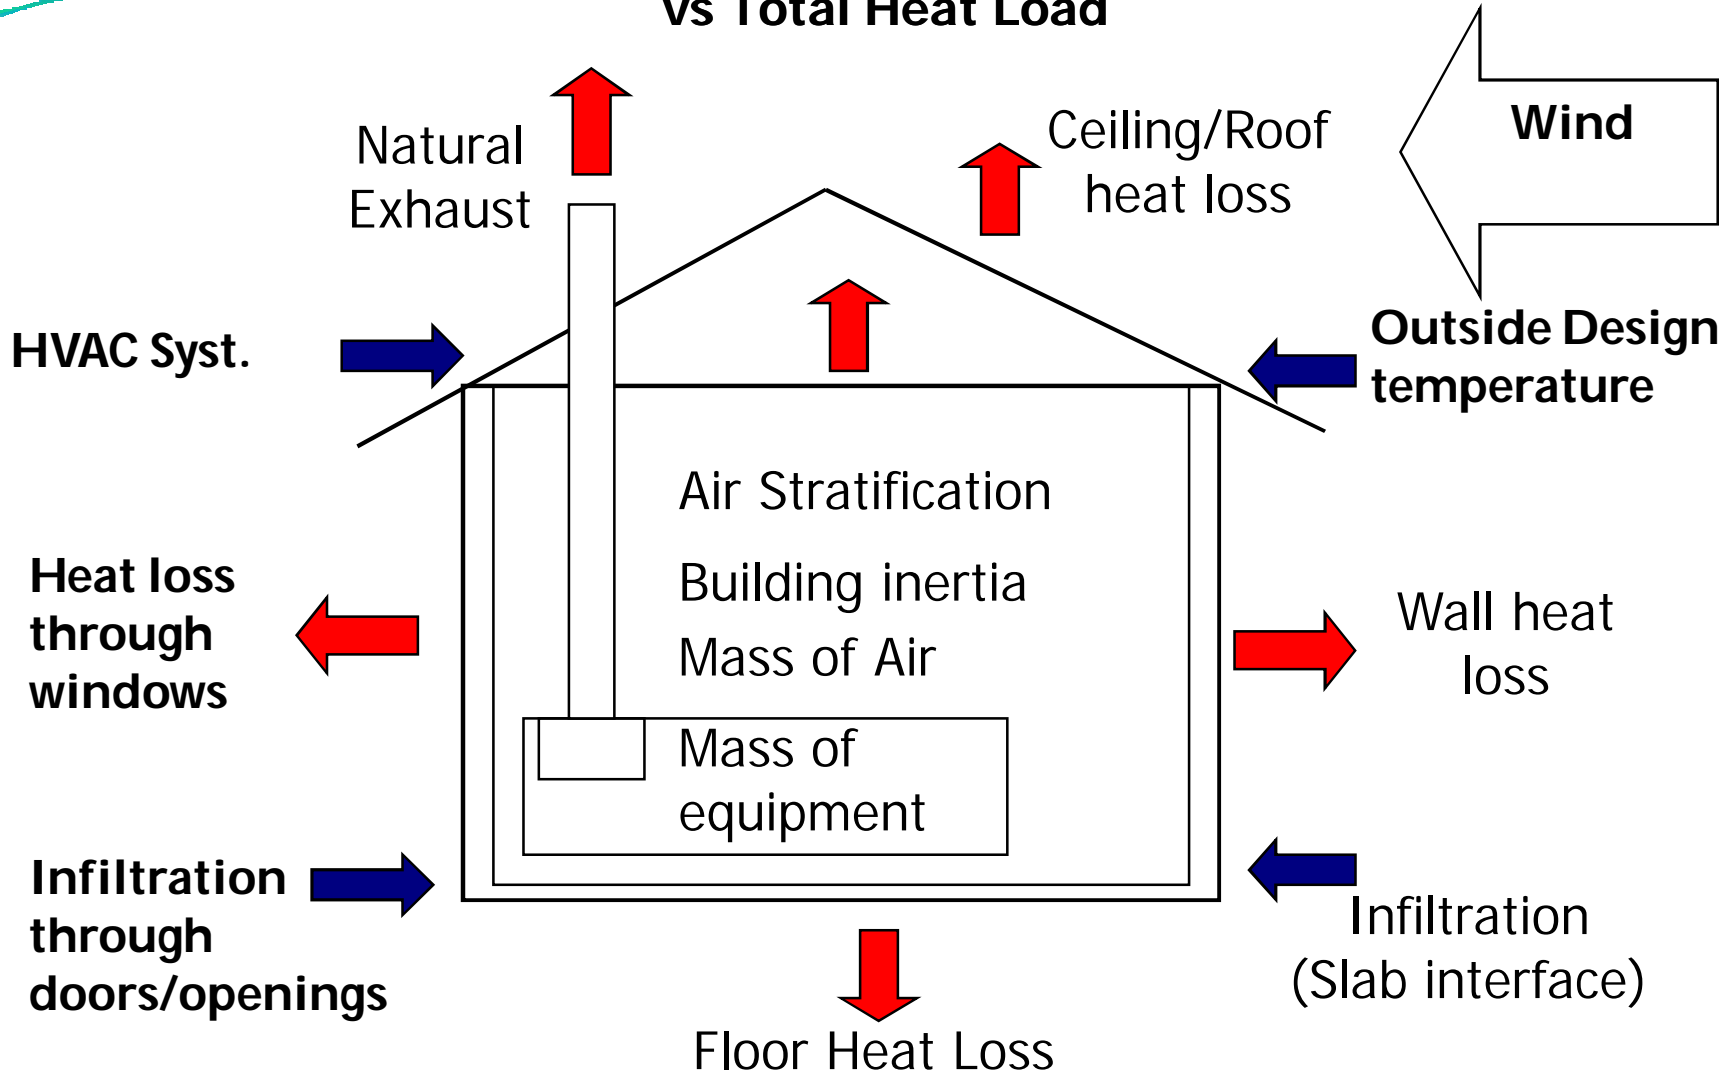 vs Total Heat Load
Natural
Exhaust
Ceiling/Roof
heat loss
Wind
HVAC Syst.
Outside Design
temperature
Air Stratification
Building inertia
Mass of Air
Mass of
equipment
Heat loss
through
windows
Wall heat
loss
Infiltration
through
doors/openings
Infiltration
(Slab interface)
Floor Heat Loss